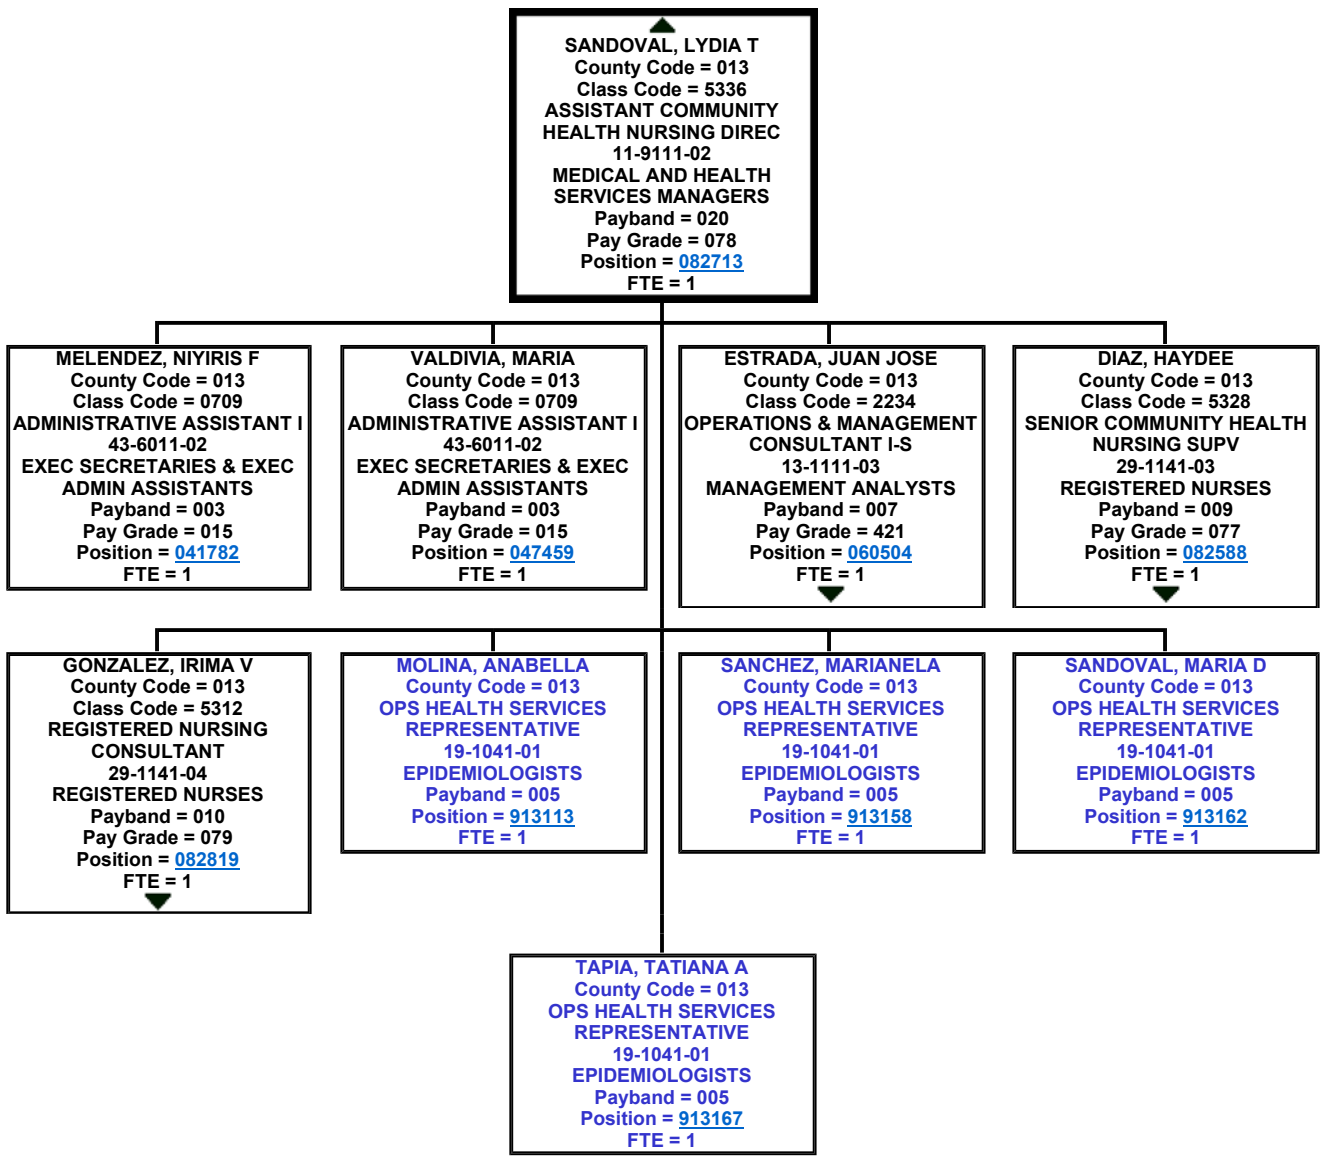 SANDOVAL, LYDIA T
County Code = 013
Class Code = 5336
ASSISTANT COMMUNITY
HEALTH NURSING DIREC
11-9111-02
MEDICAL AND HEALTH
SERVICES MANAGERS
Payband = 020
Pay Grade = 078
Position = 082713
FTE = 1
MELENDEZ, NIYIRIS F
County Code = 013
Class Code = 0709
ADMINISTRATIVE ASSISTANT I
43-6011-02
EXEC SECRETARIES & EXEC
ADMIN ASSISTANTS
Payband = 003
Pay Grade = 015
Position = 041782
FTE = 1
VALDIVIA, MARIA
County Code = 013
Class Code = 0709
ADMINISTRATIVE ASSISTANT I
43-6011-02
EXEC SECRETARIES & EXEC
ADMIN ASSISTANTS
Payband = 003
Pay Grade = 015
Position = 047459
FTE = 1
ESTRADA, JUAN JOSE
County Code = 013
Class Code = 2234
OPERATIONS & MANAGEMENT
CONSULTANT I-S
13-1111-03
MANAGEMENT ANALYSTS
Payband = 007
Pay Grade = 421
Position = 060504
FTE = 1
DIAZ, HAYDEE
County Code = 013
Class Code = 5328
SENIOR COMMUNITY HEALTH
NURSING SUPV
29-1141-03
REGISTERED NURSES
Payband = 009
Pay Grade = 077
Position = 082588
FTE = 1
GONZALEZ, IRIMA V
County Code = 013
Class Code = 5312
REGISTERED NURSING
CONSULTANT
29-1141-04
REGISTERED NURSES
Payband = 010
Pay Grade = 079
Position = 082819
FTE = 1
MOLINA, ANABELLA
County Code = 013
OPS HEALTH SERVICES
REPRESENTATIVE
19-1041-01
EPIDEMIOLOGISTS
Payband = 005
Position = 913113
FTE = 1
SANCHEZ, MARIANELA
County Code = 013
OPS HEALTH SERVICES
REPRESENTATIVE
19-1041-01
EPIDEMIOLOGISTS
Payband = 005
Position = 913158
FTE = 1
SANDOVAL, MARIA D
County Code = 013
OPS HEALTH SERVICES
REPRESENTATIVE
19-1041-01
EPIDEMIOLOGISTS
Payband = 005
Position = 913162
FTE = 1
TAPIA, TATIANA A
County Code = 013
OPS HEALTH SERVICES
REPRESENTATIVE
19-1041-01
EPIDEMIOLOGISTS
Payband = 005
Position = 913167
FTE = 1